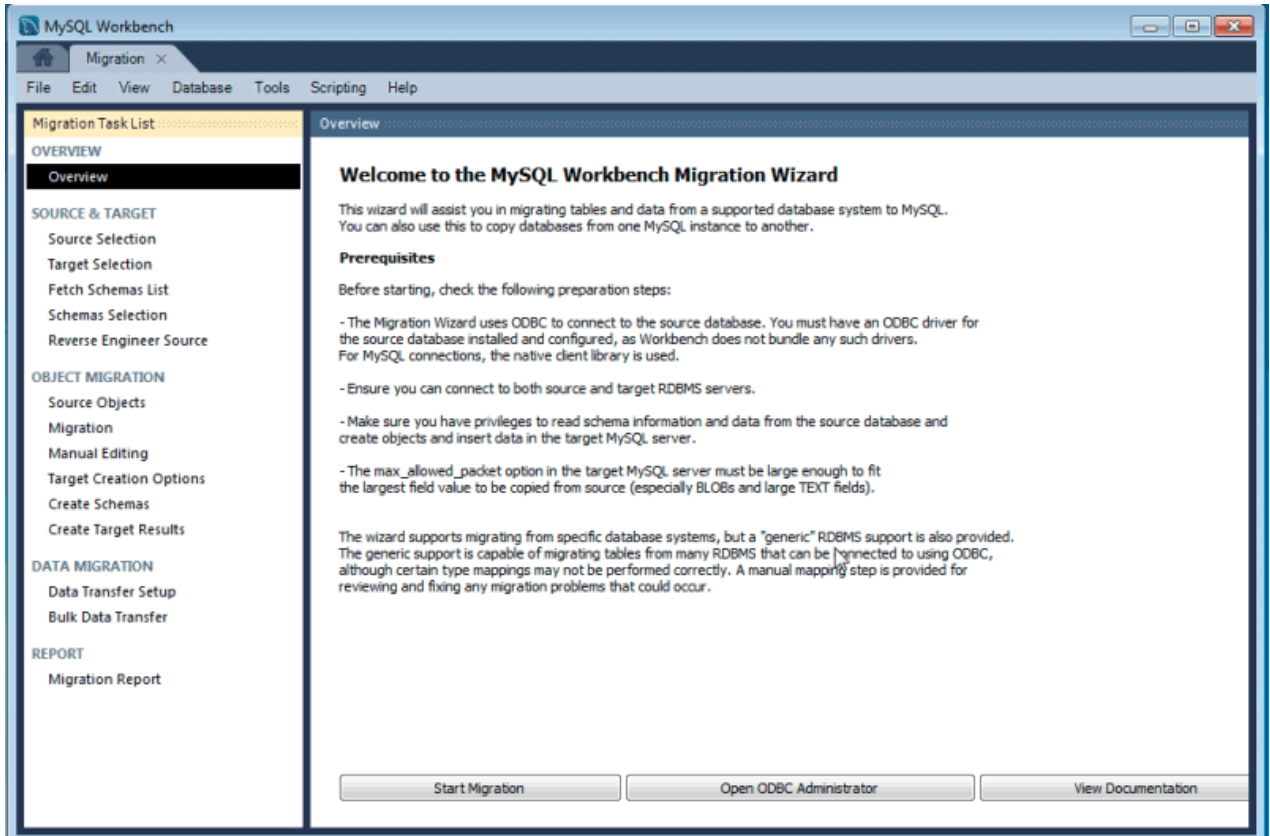 MySQL Workbench
Migration
File Edit View Database Tools Scripting Help
Migration Task List
OVERVIEW
Overview
SOURCE & TARGET
Source Selection
Target Selection
Fetch Schemas List
Schemas Selection
Reverse Engineer Source
OBJECT MIGRATION
Source Objects
Migration
Manual Editing
Target Creation Options
Create Schemas
Create Target Results
DATA MIGRATION
Data Transfer Setup
Bulk Data Transfer
REPORT
Migration Report
Overview
Welcome to the MySQL Workbench Migration Wizard
This wizard will assist you in migrating tables and data from a supported database system to MySQL.
You can also use this to copy databases from one MySQL instance to another.
Prerequisites
Before starting, check the following preparation steps:
- The Migration Wizard uses ODBC to connect to the source database. You must have an ODBC driver for
the source database installed and configured, as Workbench does not bundle any such drivers.
For MySQL connections, the native client library is used.
- Ensure you can connect to both source and target RDBMS servers.
- Make sure you have privileges to read schema information and data from the source database and
create objects and insert data in the target MySQL server.
- The max_allowed_packet option in the target MySQL server must be large enough to fit
the largest field value to be copied from source (especially BLOBs and large TEXT fields).
The wizard supports migrating from specific database systems, but a "generic" RDBMS support is also provided.
The generic support is capable of migrating tables from many RDBMS that can be connected to using ODBC,
although certain type mappings may not be performed correctly. A manual mapping step is provided for
reviewing and fixing any migration problems that could occur.
Start Migration
Open ODBC Administrator
View Documentation